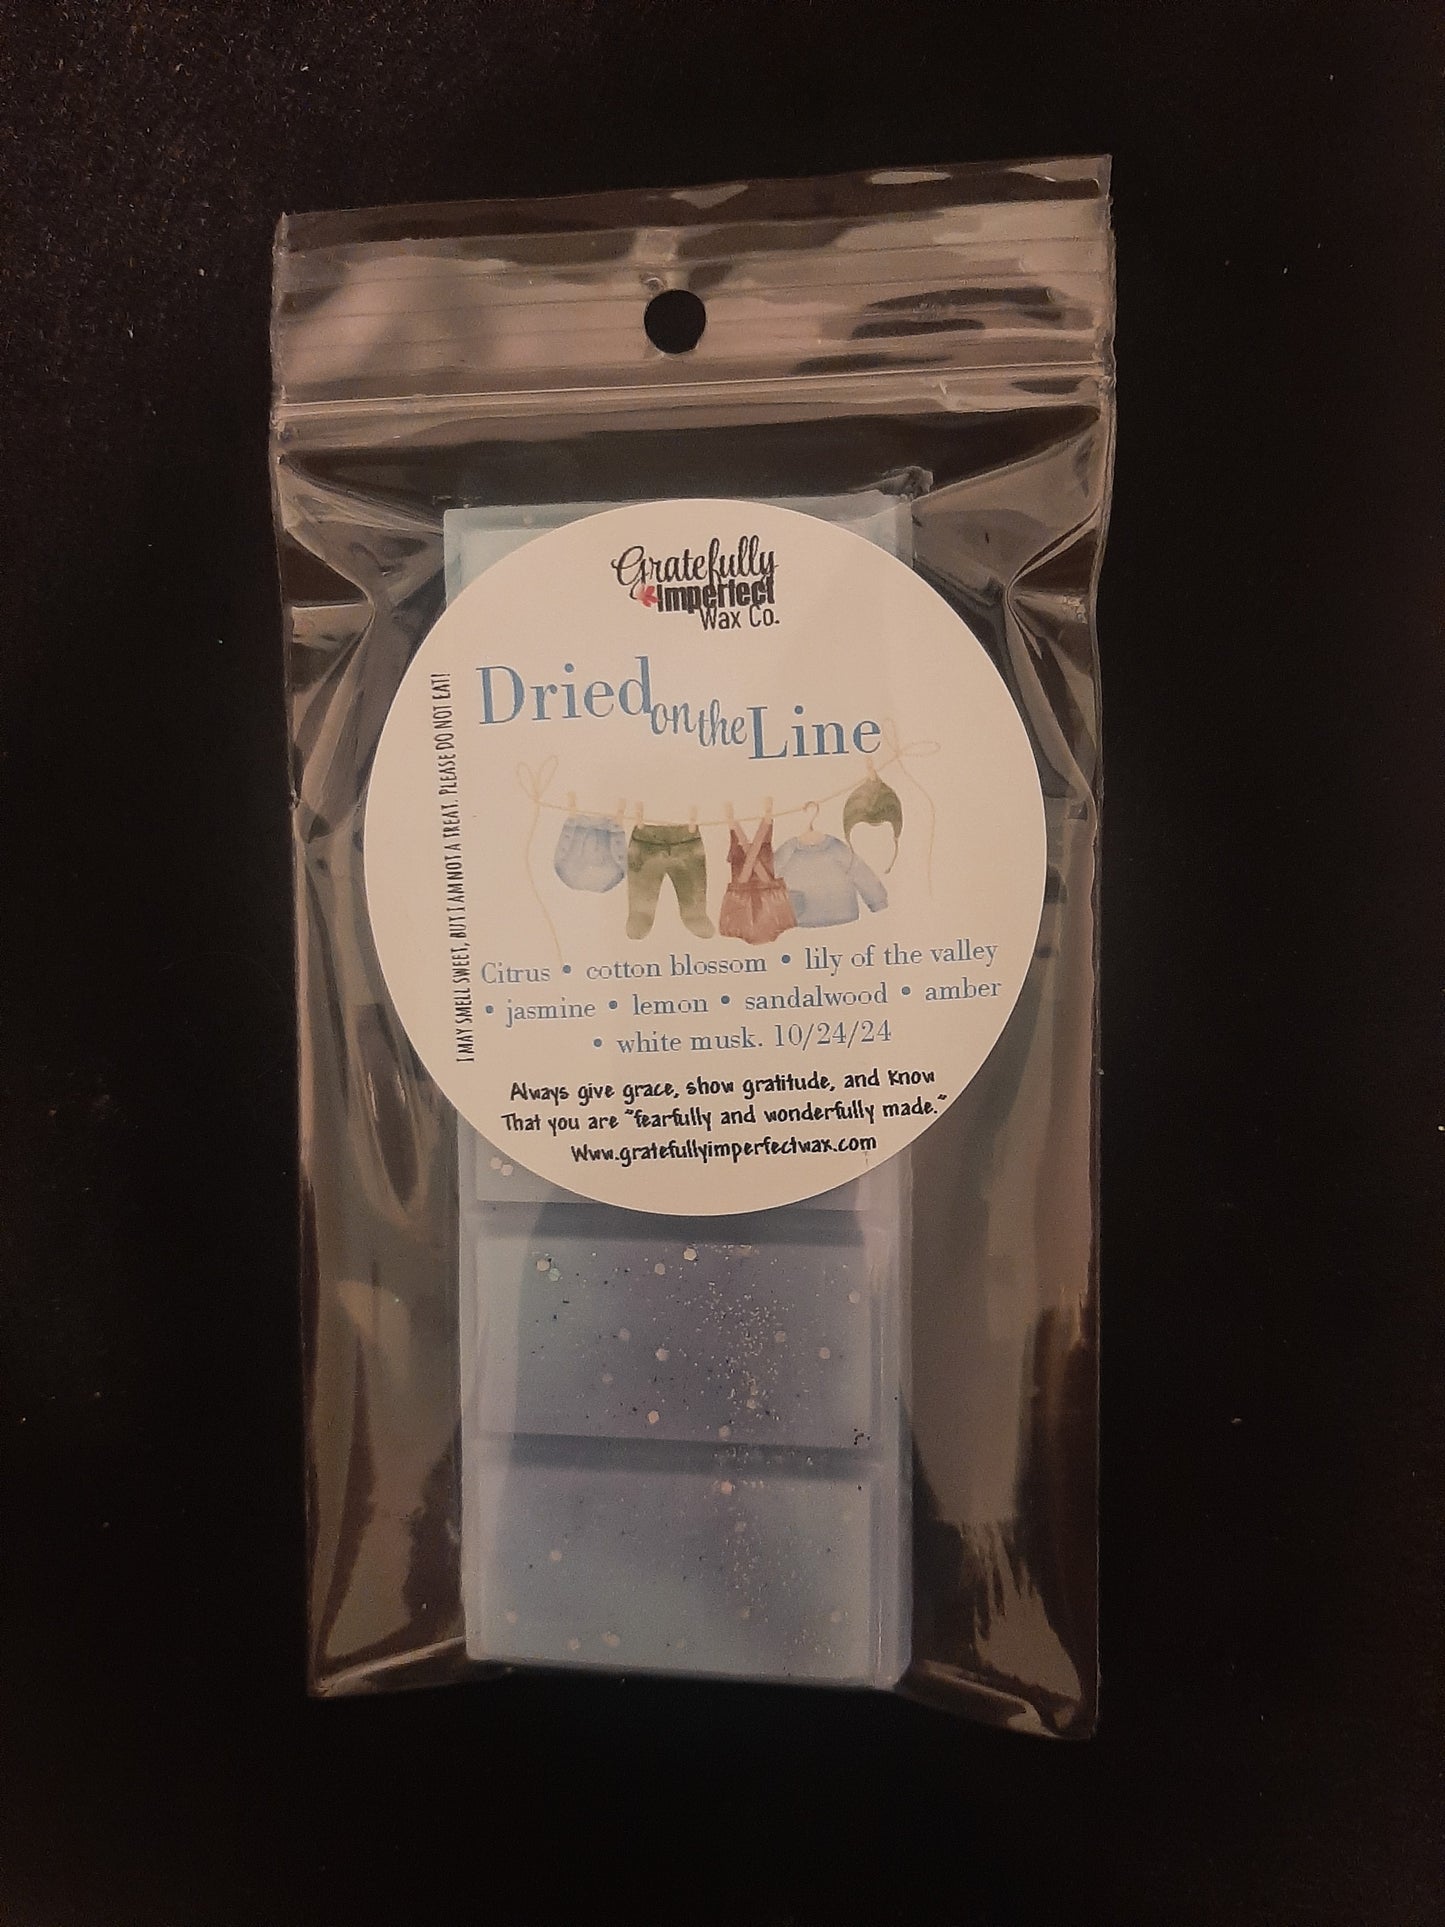 Gratefully
Imperfect
Wax Co.
Dried on the Line
I MAY SMELL SWEET, BUT I AM NOT A TREAT. PLEASE DO NOT EAT!
Citrus • cotton blossom • lily of the valley
• jasmine • lemon • sandalwood • amber
• white musk. 10/24/24
Always give grace, show gratitude, and know
That you are "fearfully and wonderfully made."
Www.gratefullyimperfectwax.com